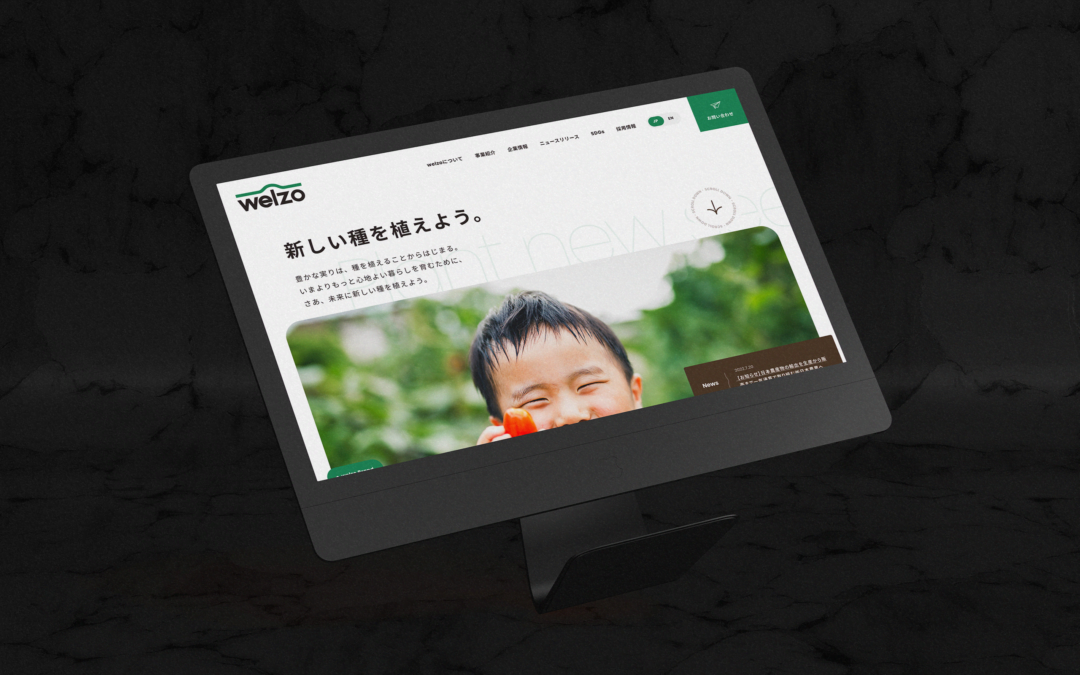 welzo
welzoについて
事業紹介
企業情報
ニュースリリース
SDGs
採用情報
JP
EN
お問い合わせ
新しい種を植えよう。
豊かな実りは、種を植えることからはじまる。
いまよりもっと心地よい暮らしを育むために、
さあ、未来に新しい種を植えよう。
new
News